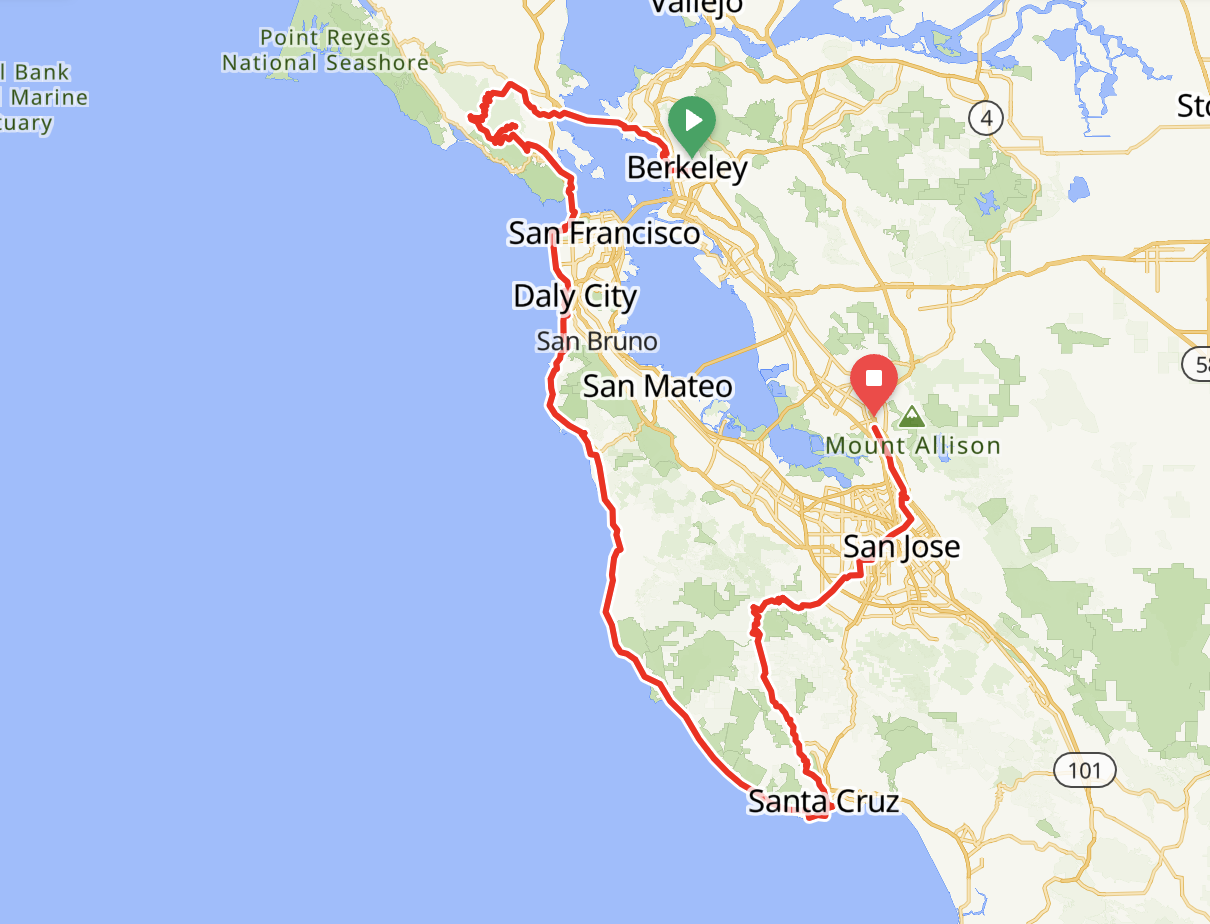 Vallejo
Point Reyes
National Seashore
l Bank
Marine
tuary
4
Sto
Berkeley
San Francisco
Daly City
San Bruno
58
San Mateo
Mount Allison
San Jose
101
Santa Cruz